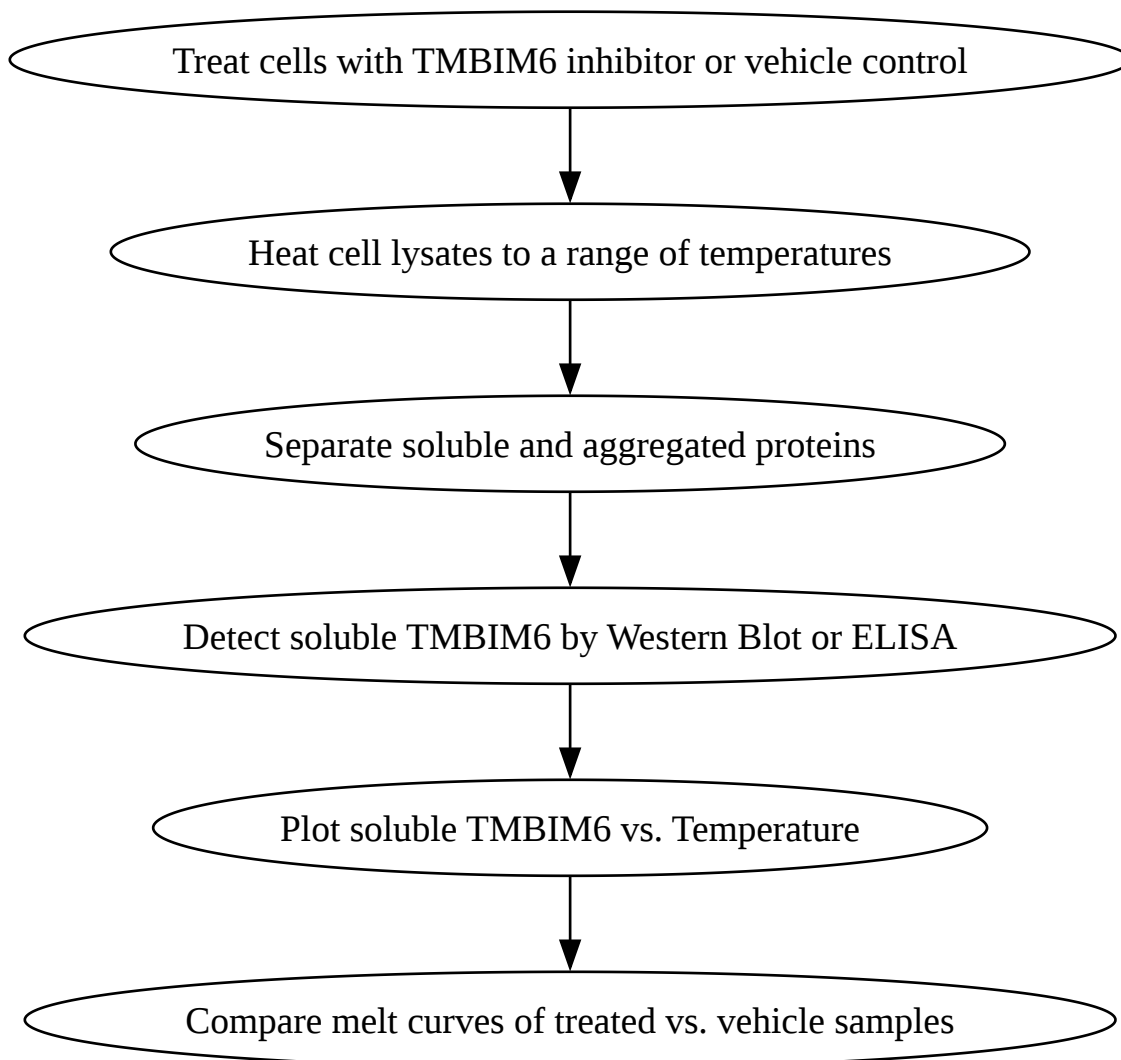 Treat cells with TMBIM6 inhibitor or vehicle control
Heat cell lysates to a range of temperatures
Separate soluble and aggregated proteins
Detect soluble TMBIM6 by Western Blot or ELISA
Plot soluble TMBIM6 vs. Temperature
Compare melt curves of treated vs. vehicle samples